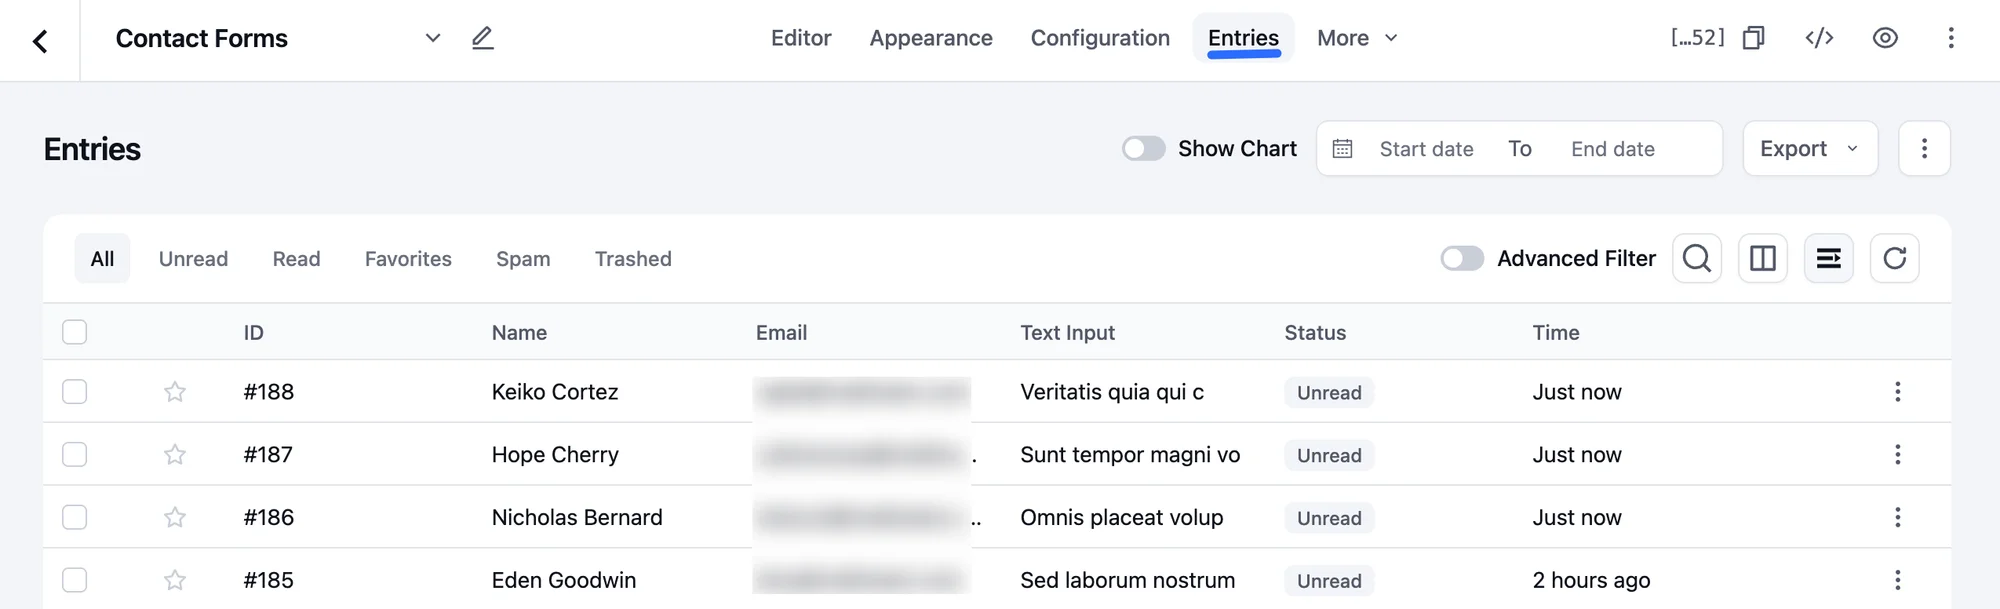 Contact Forms Editor Appearance Configuration Entries More [...52] </>
Entries Show Chart Start date To End date Export
All Unread Read Favorites Spam Trashed Advanced Filter
ID Name Email Text Input Status Time
#188 Keiko Cortez Veritatis quia qui c Unread Just now
#187 Hope Cherry Sunt tempor magni vo Unread Just now
#186 Nicholas Bernard Omnis placeat volup Unread Just now
#185 Eden Goodwin Sed laborum nostrum Unread 2 hours ago